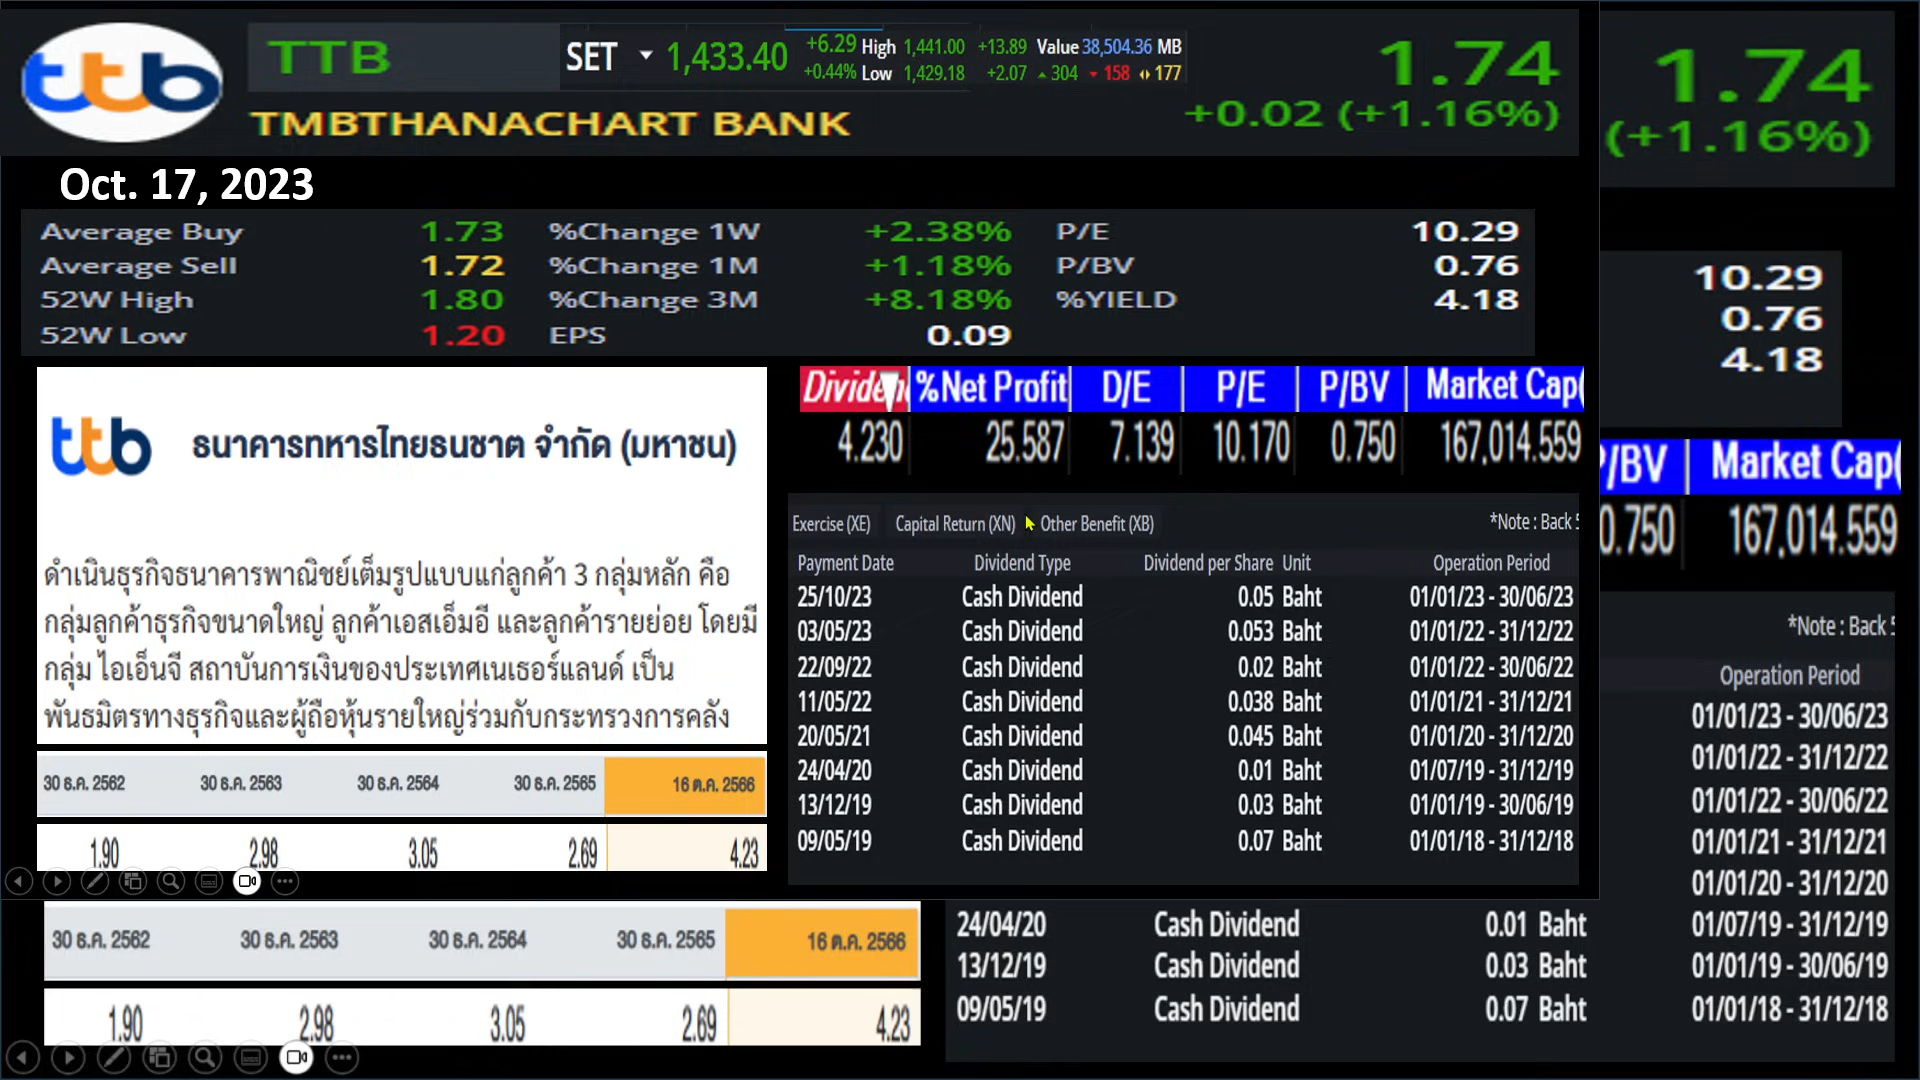 ttb
TTB
SET 1,433.40 +6.29 High 1,441.00 +13.89 Value 38,504.36 MB
+0.44% Low 1,429.18 +2.07 304 158 177
1.74
+0.02 (+1.16%)
TMBTHANACHART BANK
1.74
(+1.16%)
Oct. 17, 2023
Average Buy 1.73 %Change 1W +2.38% P/E 10.29
Average Sell 1.72 %Change 1M +1.18% P/BV 0.76
52W High 1.80 %Change 3M +8.18% %YIELD 4.18
52W Low 1.20 EPS 0.09
10.29
0.76
4.18
ttb ธนาคารทหารไทยธนชาต จำกัด (มหาชน)
ดำเนินธุรกิจธนาคารพาณิชย์เต็มรูปแบบแก่ลูกค้า 3 กลุ่มหลัก คือ
กลุ่มลูกค้าธุรกิจขนาดใหญ่ ลูกค้าเอสเอ็มอี และลูกค้ารายย่อย โดยมี
กลุ่ม ไอเอ็นจี สถาบันการเงินของประเทศเนเธอร์แลนด์ เป็น
พันธมิตรทางธุรกิจและผู้ถือหุ้นรายใหญ่ร่วมกับกระทรวงการคลัง
30 ธ.ค. 2562 30 ธ.ค. 2563 30 ธ.ค. 2564 30 ธ.ค. 2565 16 ต.ค. 2566
1.90 2.98 3.05 2.69 4.23
%Net Profit D/E P/E P/BV Market Cap(
4.230 25.587 7.139 10.170 0.750 167,014.559
Exercise (XE) Capital Return (XN) Other Benefit (XB) *Note : Back 5
Payment Date Dividend Type Dividend per Share Unit Operation Period
25/10/23 Cash Dividend 0.05 Baht 01/01/23 - 30/06/23
03/05/23 Cash Dividend 0.053 Baht 01/01/22 - 31/12/22
22/09/22 Cash Dividend 0.02 Baht 01/01/22 - 30/06/22
11/05/22 Cash Dividend 0.038 Baht 01/01/21 - 31/12/21
20/05/21 Cash Dividend 0.045 Baht 01/01/20 - 31/12/20
24/04/20 Cash Dividend 0.01 Baht 01/07/19 - 31/12/19
13/12/19 Cash Dividend 0.03 Baht 01/01/19 - 30/06/19
09/05/19 Cash Dividend 0.07 Baht 01/01/18 - 31/12/18
/BV Market Cap(
0.750 167,014.559
*Note : Back 5
Operation Period
01/01/23 - 30/06/23
01/01/22 - 31/12/22
01/01/22 - 30/06/22
01/01/21 - 31/12/21
01/01/20 - 31/12/20
24/04/20 Cash Dividend 0.01 Baht 01/07/19 - 31/12/19
13/12/19 Cash Dividend 0.03 Baht 01/01/19 - 30/06/19
09/05/19 Cash Dividend 0.07 Baht 01/01/18 - 31/12/18
30 ธ.ค. 2562 30 ธ.ค. 2563 30 ธ.ค. 2564 30 ธ.ค. 2565 16 ต.ค. 2566
1.90 2.98 3.05 2.69 4.23